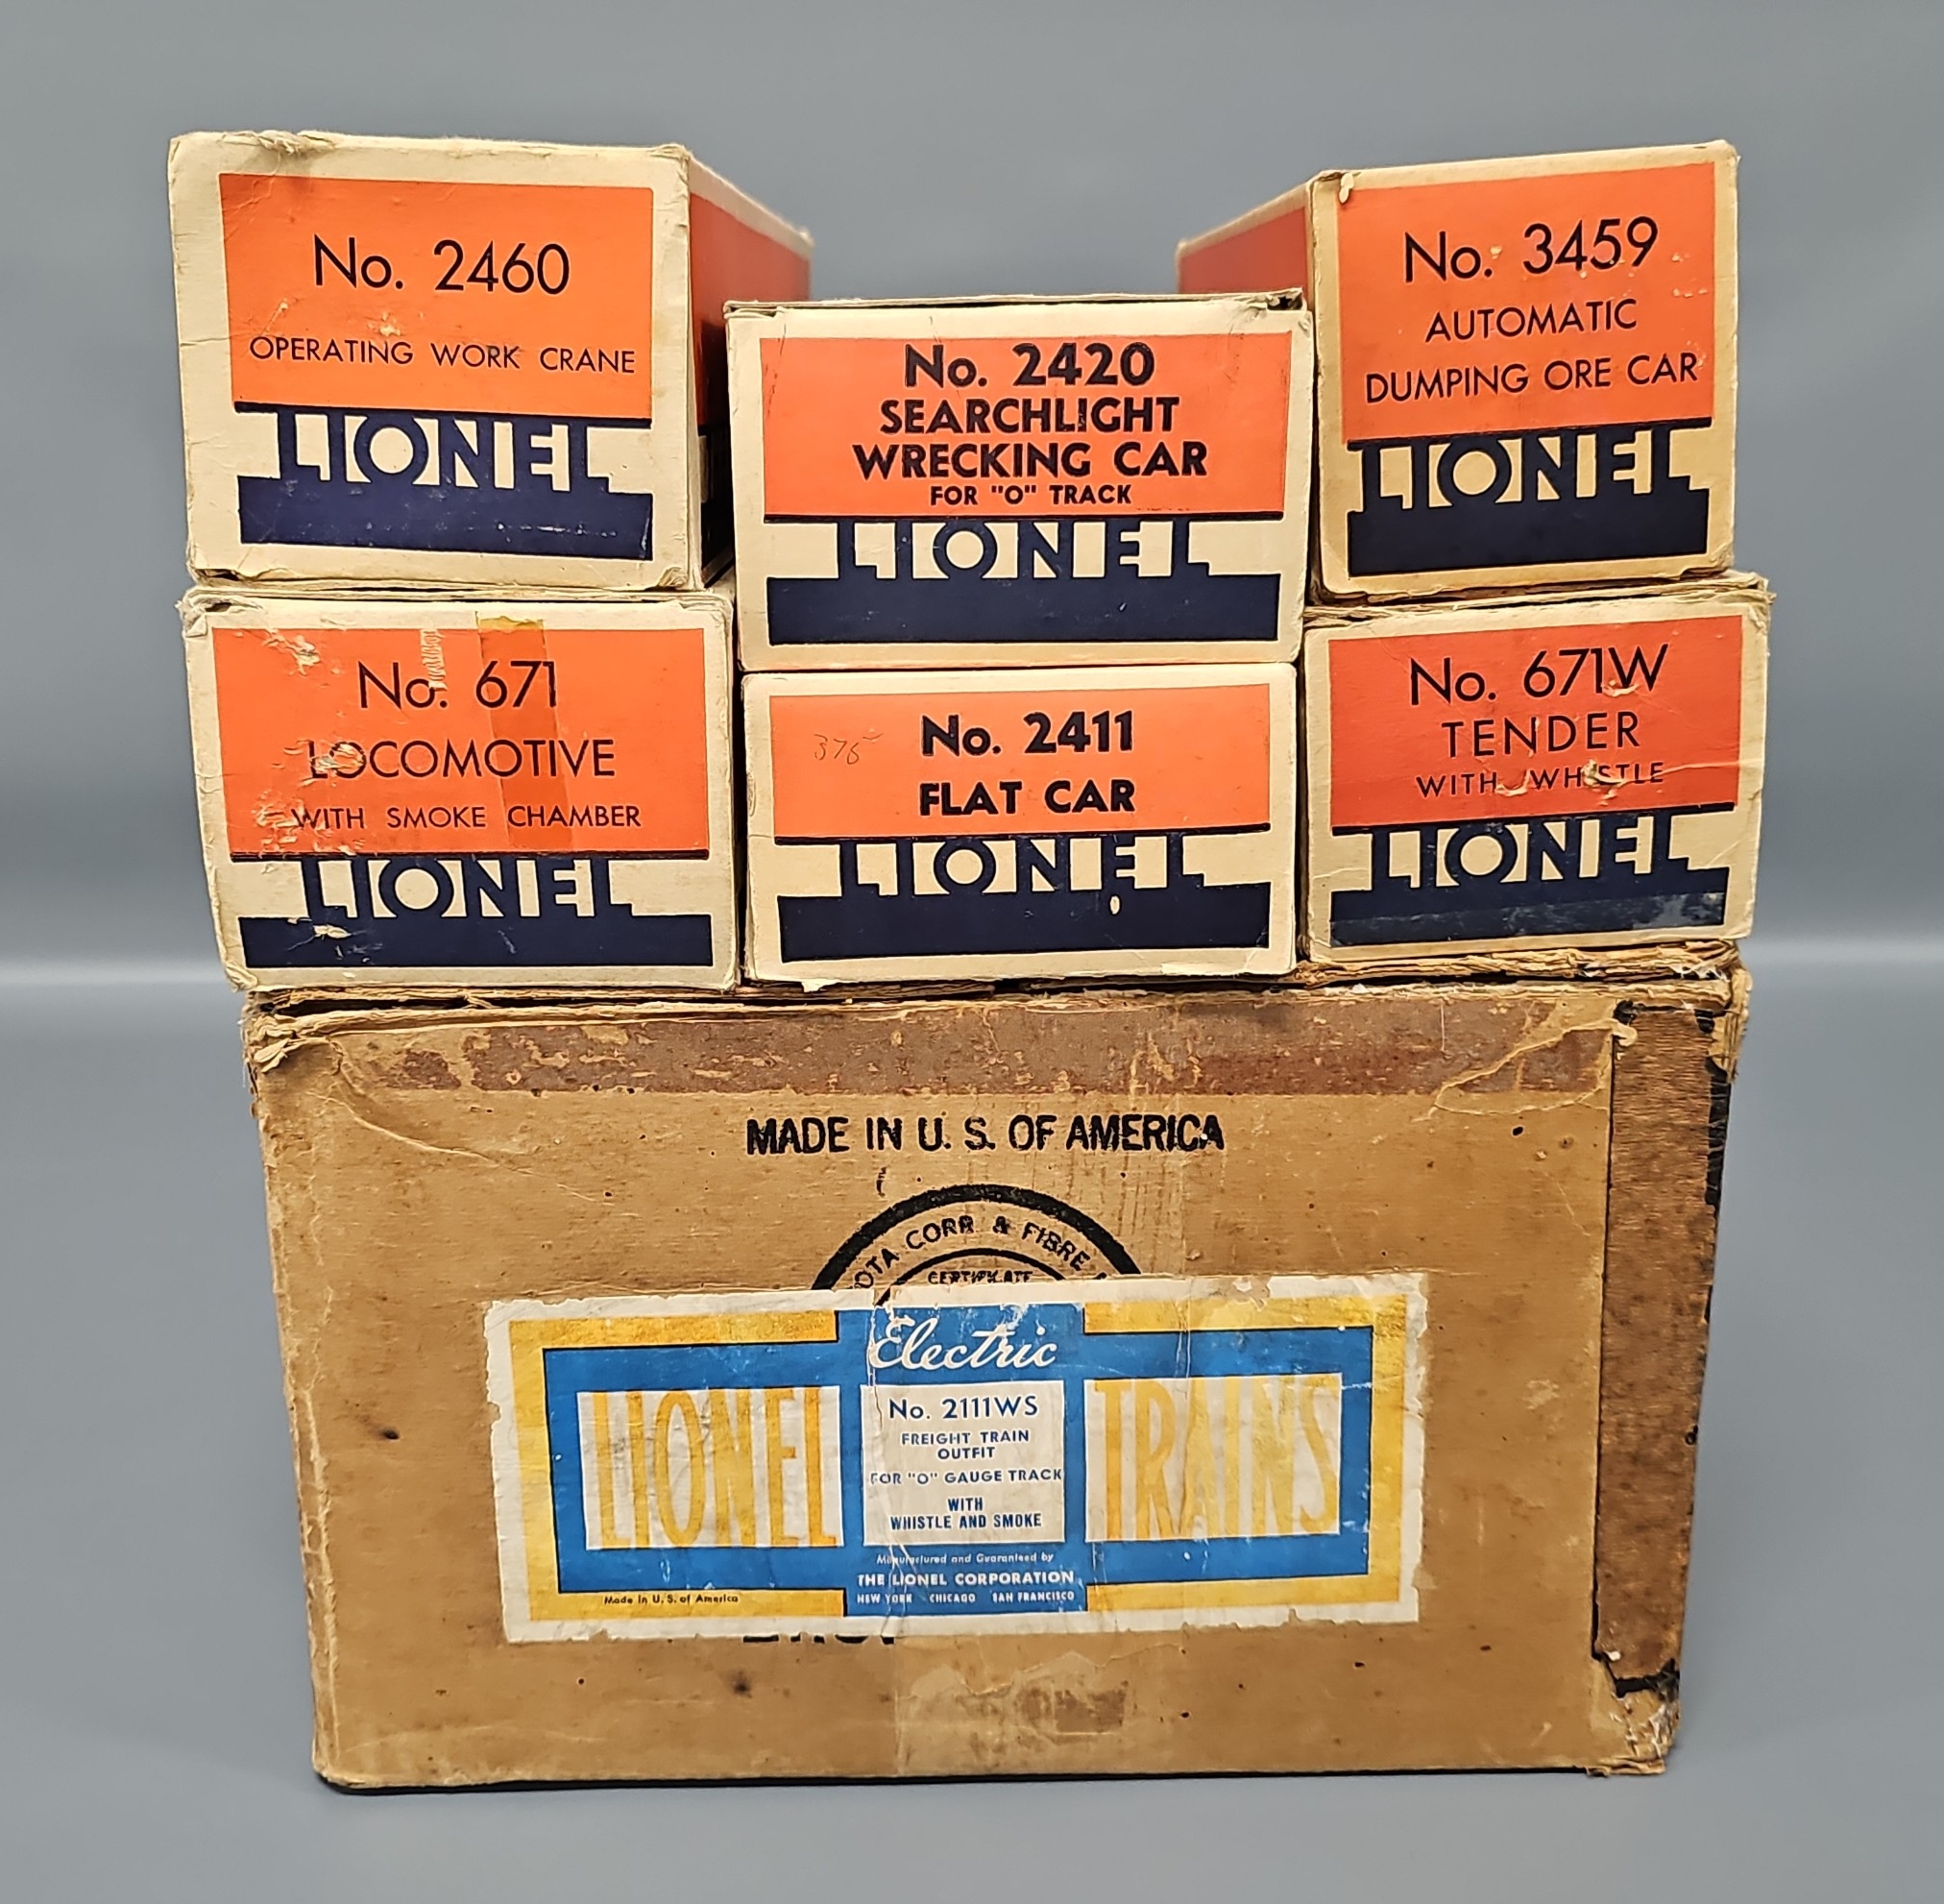 No. 2460
OPERATING WORK CRANE
LIONEL
No. 2420
SEARCHLIGHT
WRECKING CAR
FOR "O" TRACK
LIONEL
No. 3459
AUTOMATIC
DUMPING ORE CAR
LIONEL
No. 671
LOCOMOTIVE
WITH SMOKE CHAMBER
LIONEL
376
No. 2411
FLAT CAR
LIONEL
No. 671W
TENDER
WITH WHISTLE
LIONEL
MADE IN U. S. OF AMERICA
CORR & FIBRE
CERTIFICATE
Electric
LIONEL TRAINS
No. 2111WS
FREIGHT TRAIN
OUTFIT
FOR "O" GAUGE TRACK
WITH
WHISTLE AND SMOKE
Manufactured and Guaranteed by
THE LIONEL CORPORATION
NEW YORK CHICAGO SAN FRANCISCO
Made in U. S. of America